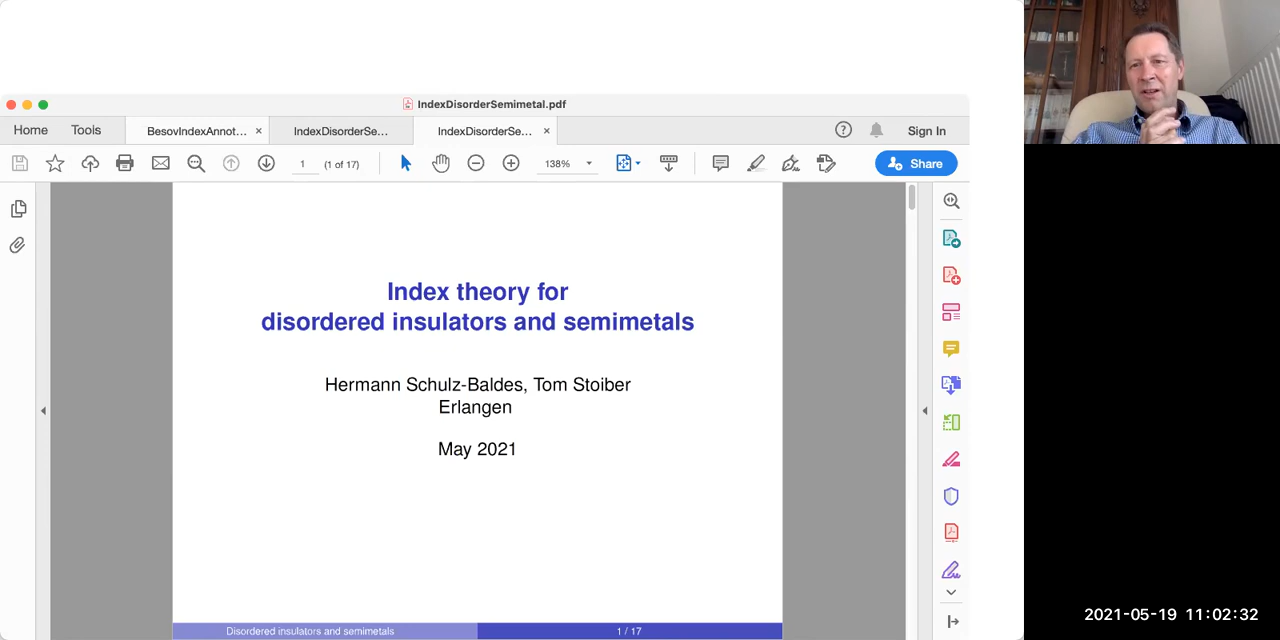 IndexDisorderSemimetal.pdf
Home Tools BesovIndexAnnot... × IndexDisorderSe... IndexDisorderSe... × Sign In
1 (1 of 17) 138% Share
Index theory for
disordered insulators and semimetals
Hermann Schulz-Baldes, Tom Stoiber
Erlangen
May 2021
Disordered insulators and semimetals 1 / 17
2021-05-19 11:02:32